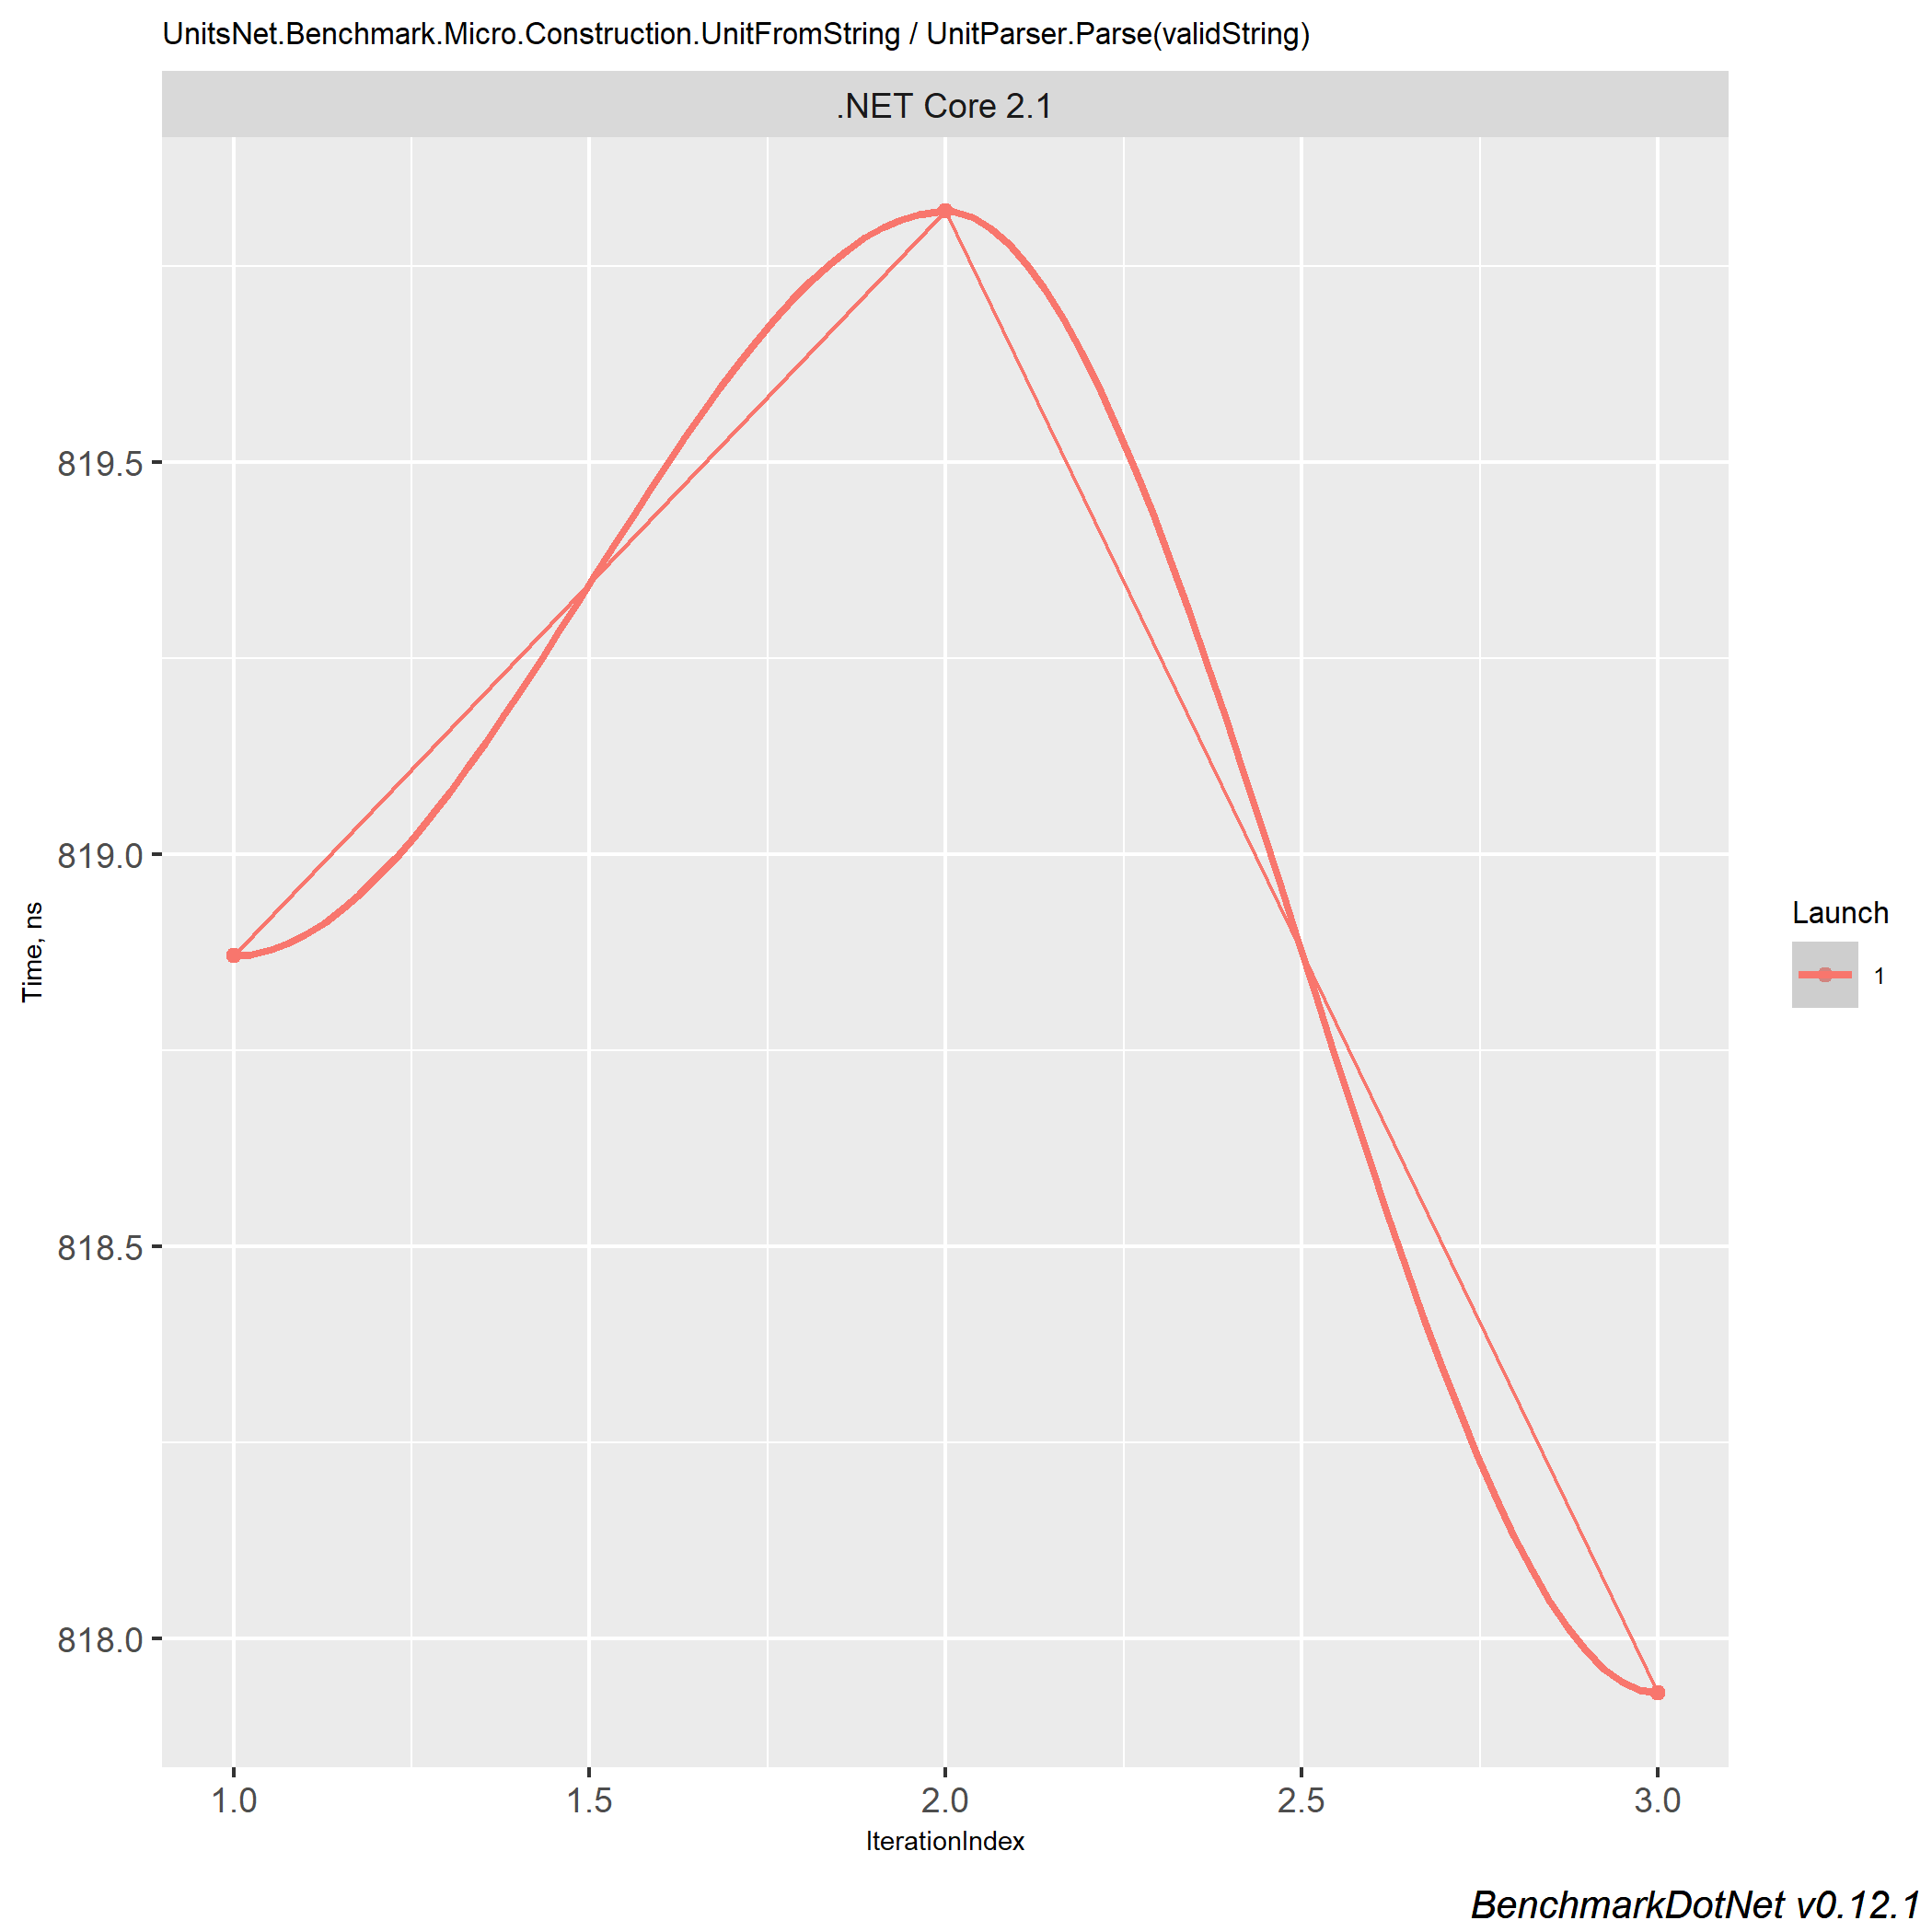 UnitsNet.Benchmark.Micro.Construction.UnitFromString / UnitParser.Parse(validString)
.NET Core 2.1
819.5
819.0
818.5
818.0
Time, ns
Launch
1
1.0 1.5 2.0 2.5 3.0
IterationIndex
BenchmarkDotNet v0.12.1